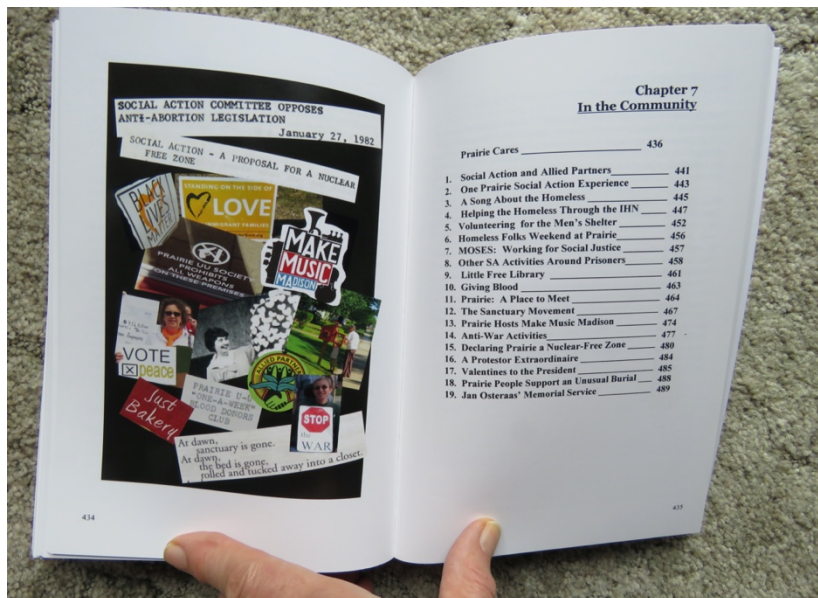 SOCIAL ACTION COMMITTEE OPPOSES
ANTI-ABORTION LEGISLATION
January 27, 1982
SOCIAL ACTION - A PROPOSAL FOR A NUCLEAR
FREE ZONE
BLACK
LIVES
MATTER
STANDING ON THE SIDE OF
LOVE
IMMIGRANT FAMILIES
PRAIRIE UU SOCIETY
PROHIBITS
ALL WEAPONS
ON THESE PREMISES
MAKE
MUSIC
MADISON
VOTE
peace
ALLIED PARTNERS
PRAIRIE U-U
"ONE-A-WEEK"
BLOOD DONORS
CLUB
Just
Bakery
STOP
the
WAR
At dawn,
sanctuary is gone.
At dawn,
the bed is gone,
rolled and tucked away into a closet.
434
Chapter 7
In the Community
Prairie Cares 436
1. Social Action and Allied Partners 441
2. One Prairie Social Action Experience 443
3. A Song About the Homeless 445
4. Helping the Homeless Through the IHN 447
5. Volunteering for the Men's Shelter 452
6. Homeless Folks Weekend at Prairie 456
7. MOSES: Working for Social Justice 457
8. Other SA Activities Around Prisoners 458
9. Little Free Library 461
10. Giving Blood 463
11. Prairie: A Place to Meet 464
12. The Sanctuary Movement 467
13. Prairie Hosts Make Music Madison 474
14. Anti-War Activities 477
15. Declaring Prairie a Nuclear-Free Zone 480
16. A Protestor Extraordinaire 484
17. Valentines to the President 485
18. Prairie People Support an Unusual Burial 488
19. Jan Osteraas' Memorial Service 489
435